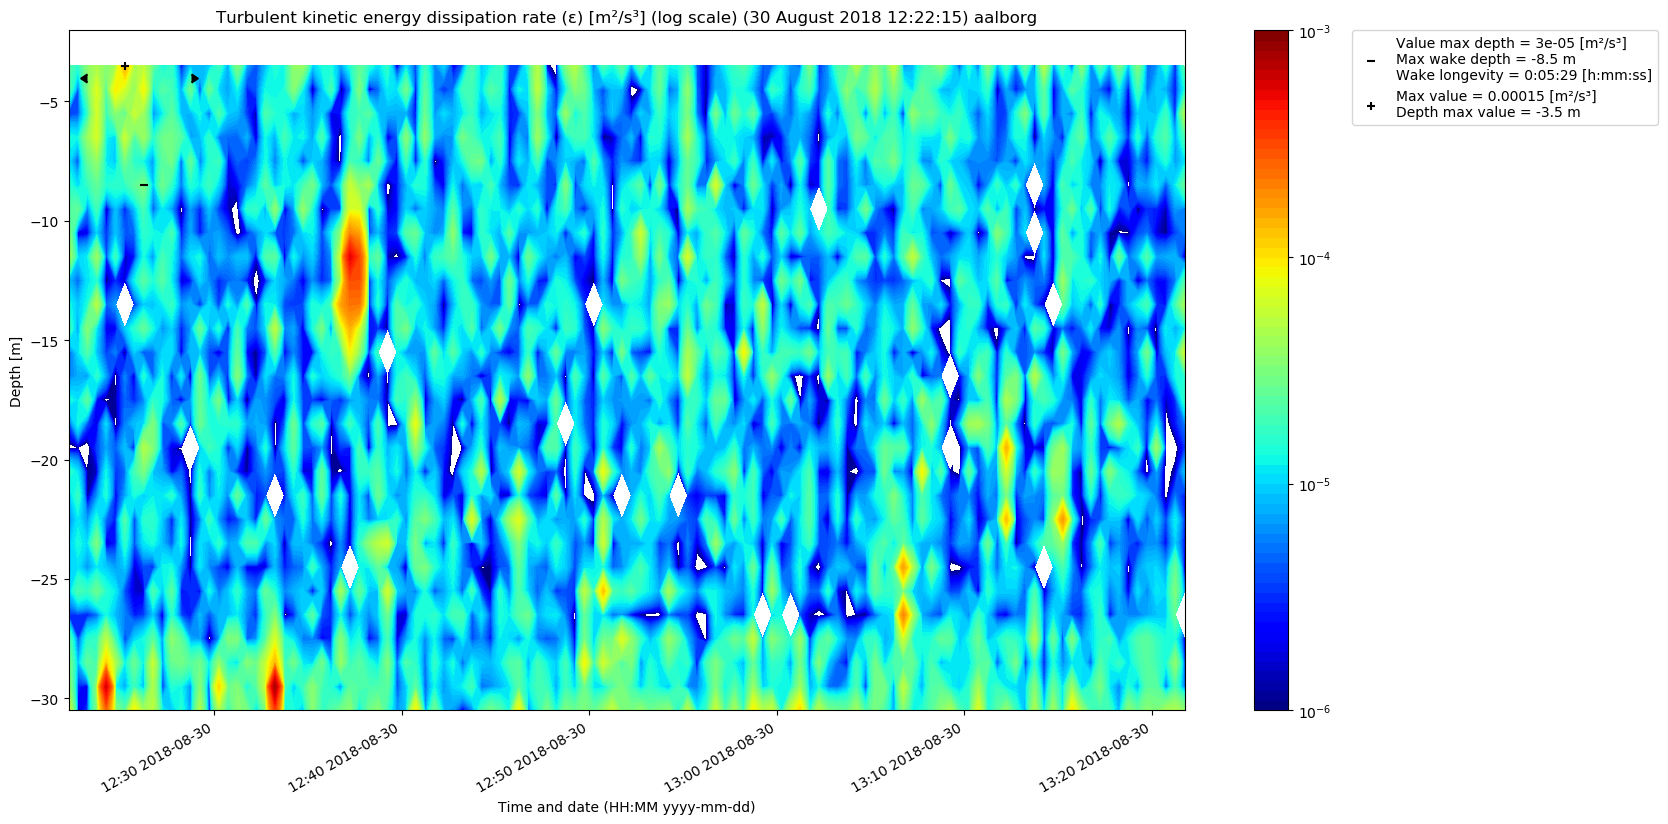 Turbulent kinetic energy dissipation rate (ε) [m²/s³] (log scale) (30 August 2018 12:22:15) aalborg
Depth [m]
−5
−10
−15
−20
−25
−30
12:30 2018-08-30
12:40 2018-08-30
12:50 2018-08-30
13:00 2018-08-30
13:10 2018-08-30
13:20 2018-08-30
Time and date (HH:MM yyyy-mm-dd)
10⁻³
10⁻⁴
10⁻⁵
10⁻⁶
Value max depth = 3e-05 [m²/s³]
Max wake depth = -8.5 m
Wake longevity = 0:05:29 [h:mm:ss]
Max value = 0.00015 [m²/s³]
Depth max value = -3.5 m